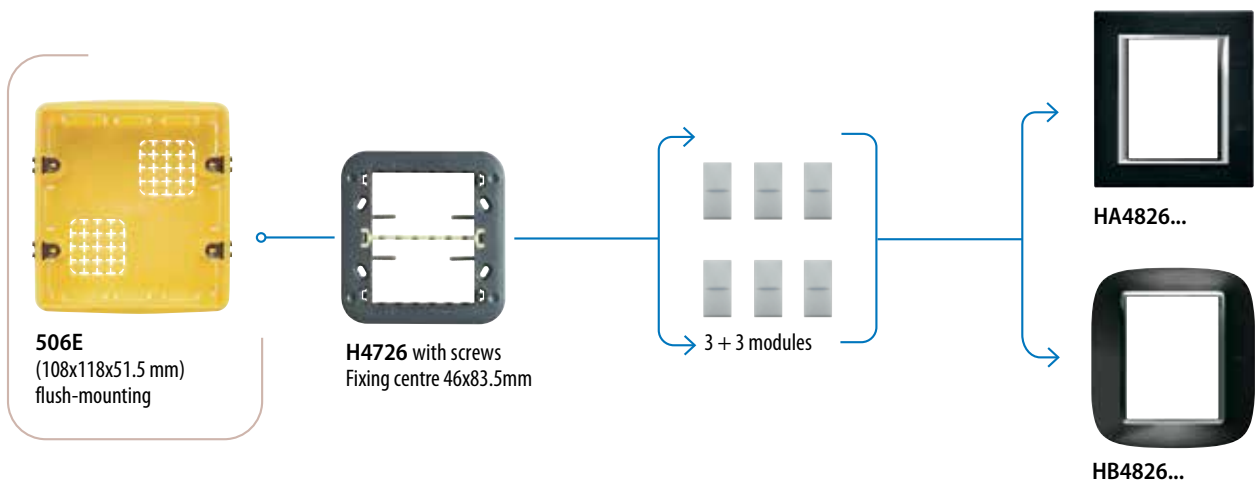 506E
(108x118x51.5 mm)
flush-mounting
H4726 with screws
Fixing centre 46x83.5mm
3 + 3 modules
HA4826...
HB4826...